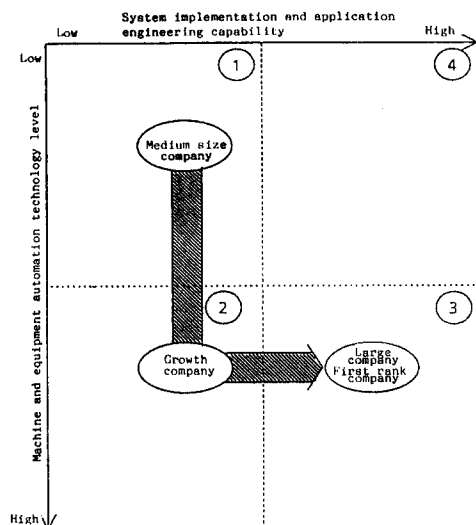 System implementation and application
engineering capability
Low
High
Low
1
4
Medium size
company
Machine and equipment automation technology level
2
3
Growth
company
Large
company
First rank
company
High